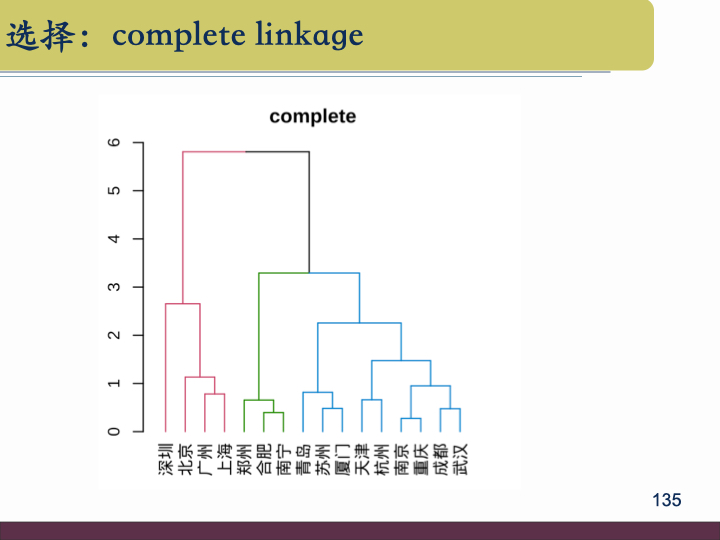 选择：complete linkage
complete
6
5
4
3
2
1
0
深圳
北京
广州
上海
郑州
合肥
南宁
青岛
苏州
厦门
天津
杭州
南京
重庆
成都
武汉
135